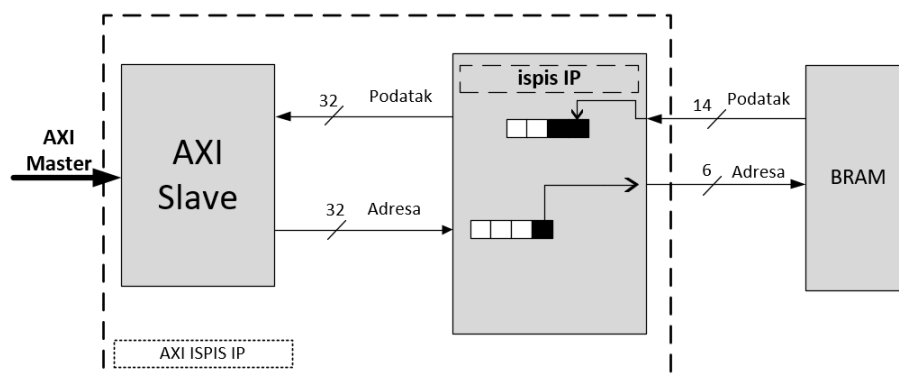 ispis IP
32
Podatak
14
Podatak
AXI
Master
AXI
Slave
BRAM
6
Adresa
32
Adresa
AXI ISPIS IP